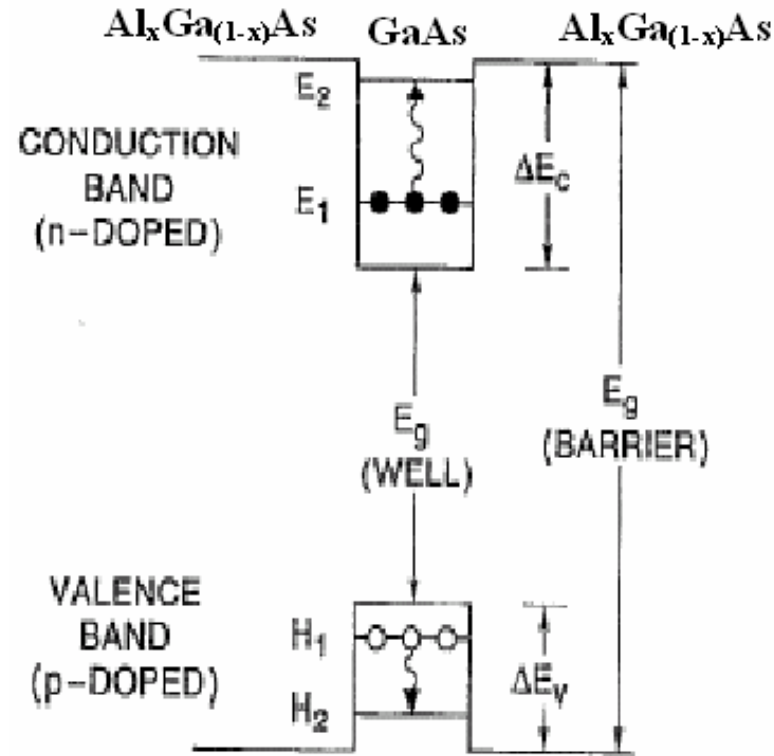 AlxGa(1-x)As GaAs AlxGa(1-x)As
E2
CONDUCTION
BAND
(n-DOPED)
E1
ΔEc
Eg
(WELL)
Eg
(BARRIER)
VALENCE
BAND
(p-DOPED)
H1
H2
ΔEv